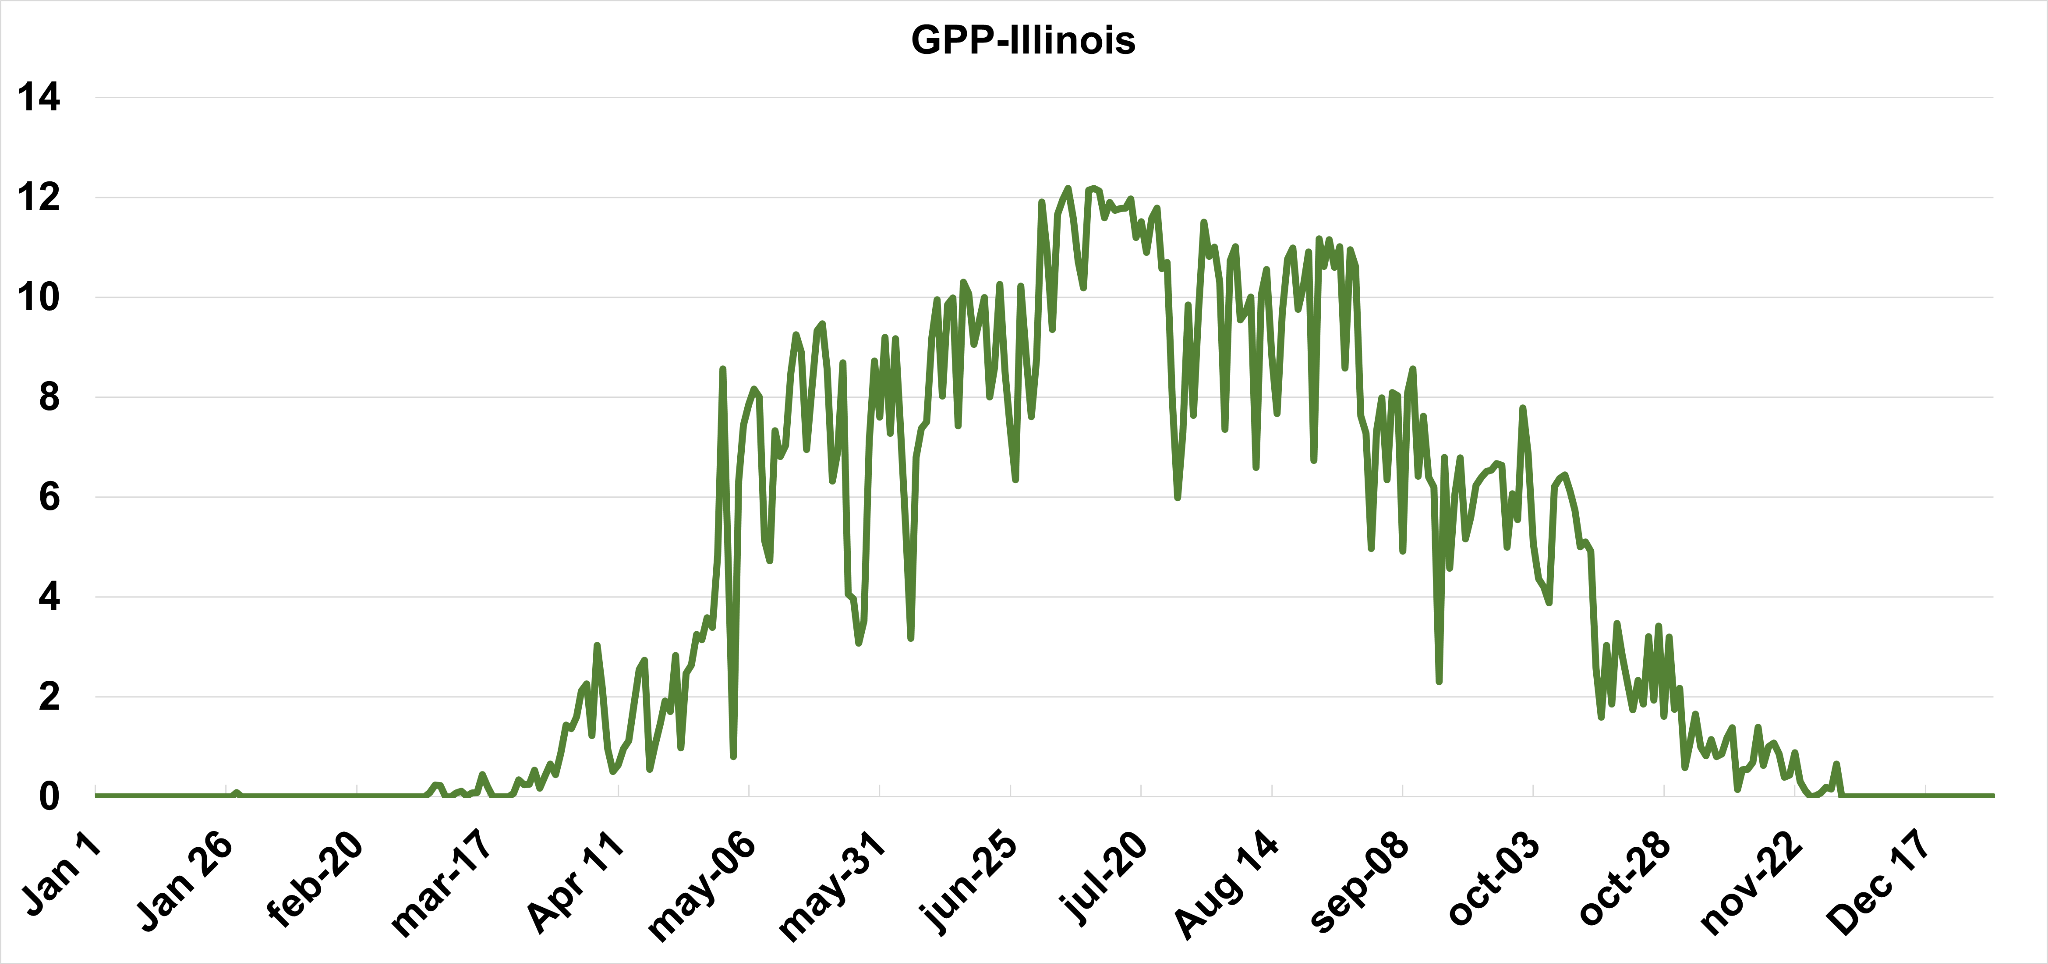 GPP-Illinois
14
12
10
8
6
4
2
0
Jan 1
Jan 26
feb-20
mar-17
Apr 11
may-06
may-31
jun-25
jul-20
Aug 14
sep-08
oct-03
oct-28
nov-22
Dec 17